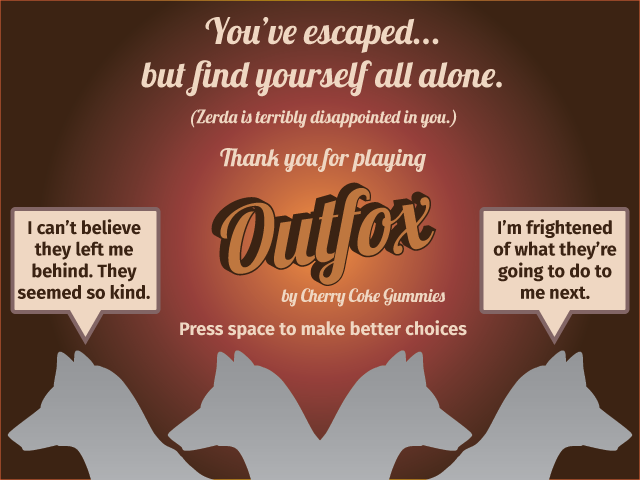 You've escaped...
but find yourself all alone.
(Zerda is terribly disappointed in you.)
Thank you for playing
Outfox
by Cherry Coke Gummies
Press space to make better choices
I can't believe
they left me
behind. They
seemed so kind.
I'm frightened
of what they're
going to do to
me next.